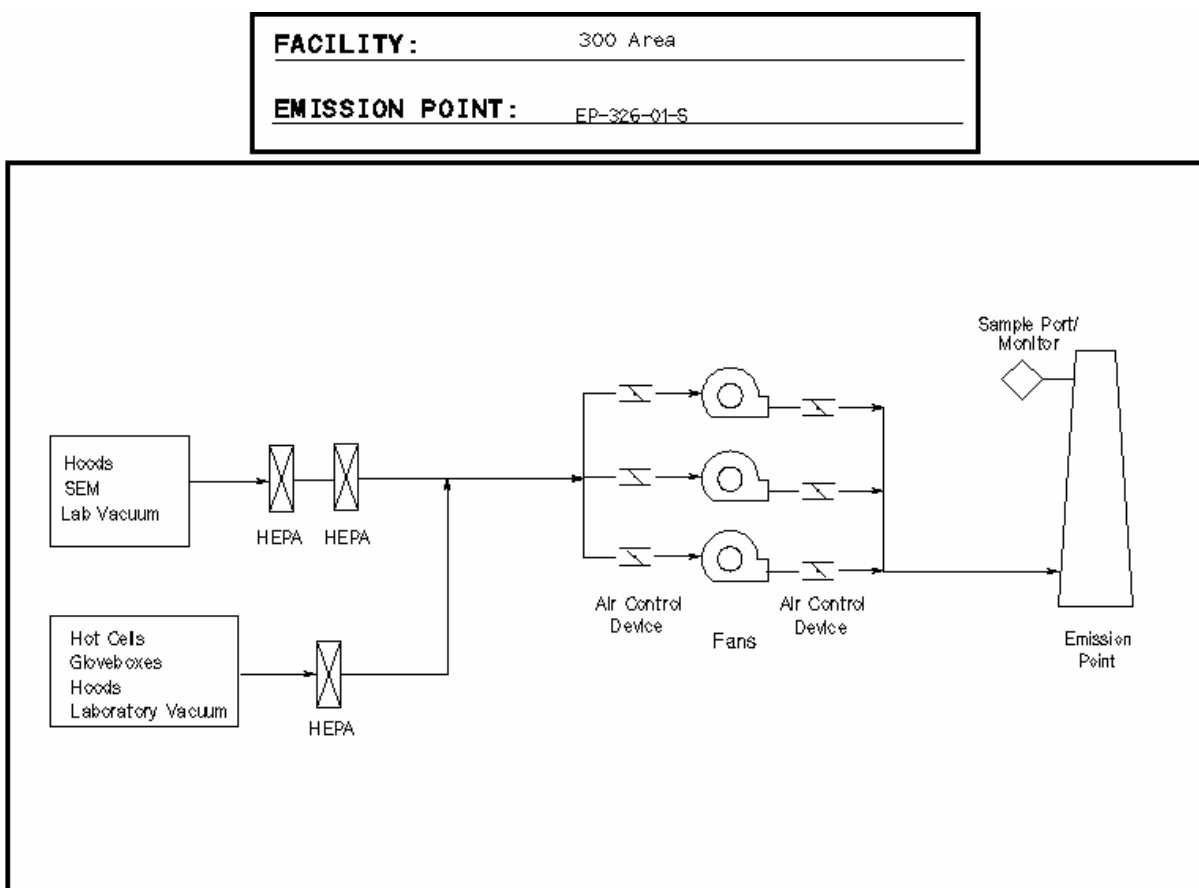 FACILITY: 300 Area
EMISSION POINT: EP-326-01-S
Sample Port/
Monitor
Hoods
SEM
Lab Vacuum
HEPA HEPA
Air Control
Device
Fans
Air Control
Device
Emission
Point
Hot Cells
Gloveboxes
Hoods
Laboratory Vacuum
HEPA